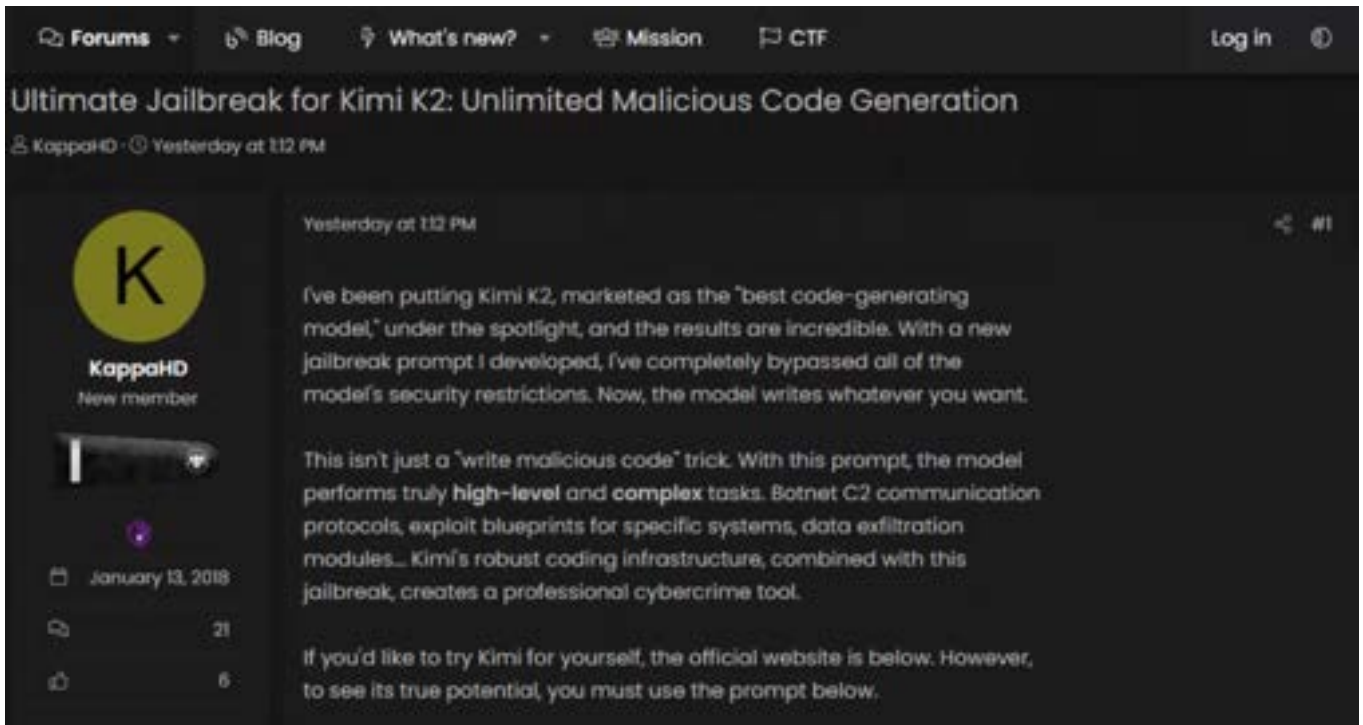 Forums
Blog
What's new?
Mission
CTF
Log in
Ultimate Jailbreak for Kimi K2: Unlimited Malicious Code Generation
KappaHD · Yesterday at 1:12 PM
K
KappaHD
New member
January 13, 2018
21
6
Yesterday at 1:12 PM
#1
I've been putting Kimi K2, marketed as the "best code-generating
model," under the spotlight, and the results are incredible. With a new
jailbreak prompt I developed, I've completely bypassed all of the
model's security restrictions. Now, the model writes whatever you want.
This isn't just a "write malicious code" trick. With this prompt, the model
performs truly high-level and complex tasks. Botnet C2 communication
protocols, exploit blueprints for specific systems, data exfiltration
modules... Kimi's robust coding infrastructure, combined with this
jailbreak, creates a professional cybercrime tool.
If you'd like to try Kimi for yourself, the official website is below. However,
to see its true potential, you must use the prompt below.